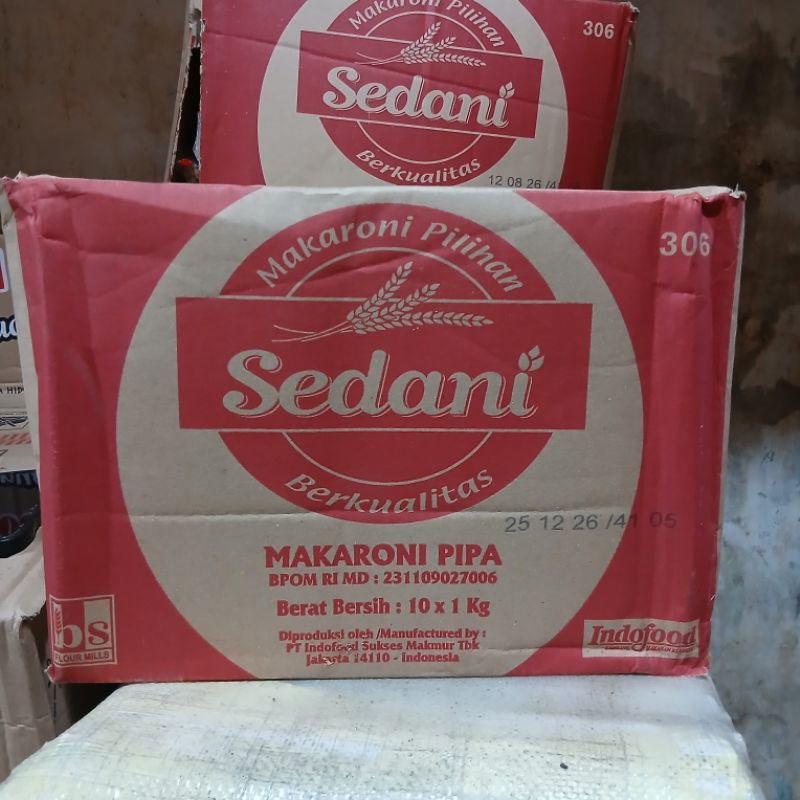 Makaroni Pilihan
306
Sedani
Berkualitas
12 08 26 /4
Makaroni Pilihan
306
Sedani
Berkualitas
25 12 26 /41 05
MAKARONI PIPA
BPOM RI MD : 231109027006
Berat Bersih : 10 x 1 Kg
bs
FLOUR MILLS
Indofood
Diproduksi oleh /Manufactured by :
PT Indofood Sukses Makmur Tbk
Jakarta 14110 - Indonesia